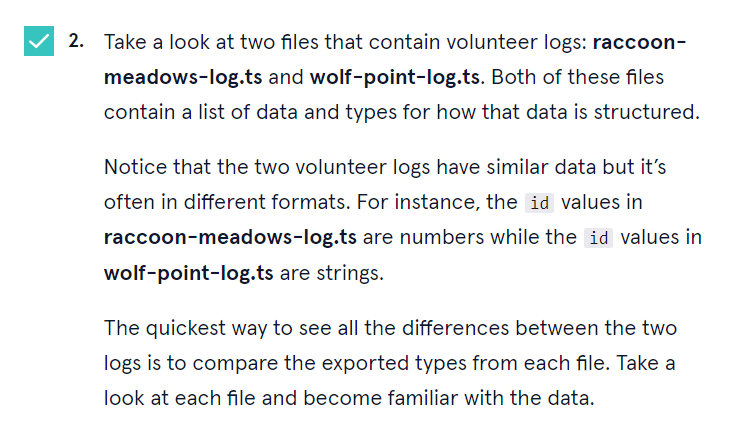 2. Take a look at two files that contain volunteer logs: raccoon-
meadows-log.ts and wolf-point-log.ts. Both of these files
contain a list of data and types for how that data is structured.
Notice that the two volunteer logs have similar data but it’s
often in different formats. For instance, the id values in
raccoon-meadows-log.ts are numbers while the id values in
wolf-point-log.ts are strings.
The quickest way to see all the differences between the two
logs is to compare the exported types from each file. Take a
look at each file and become familiar with the data.